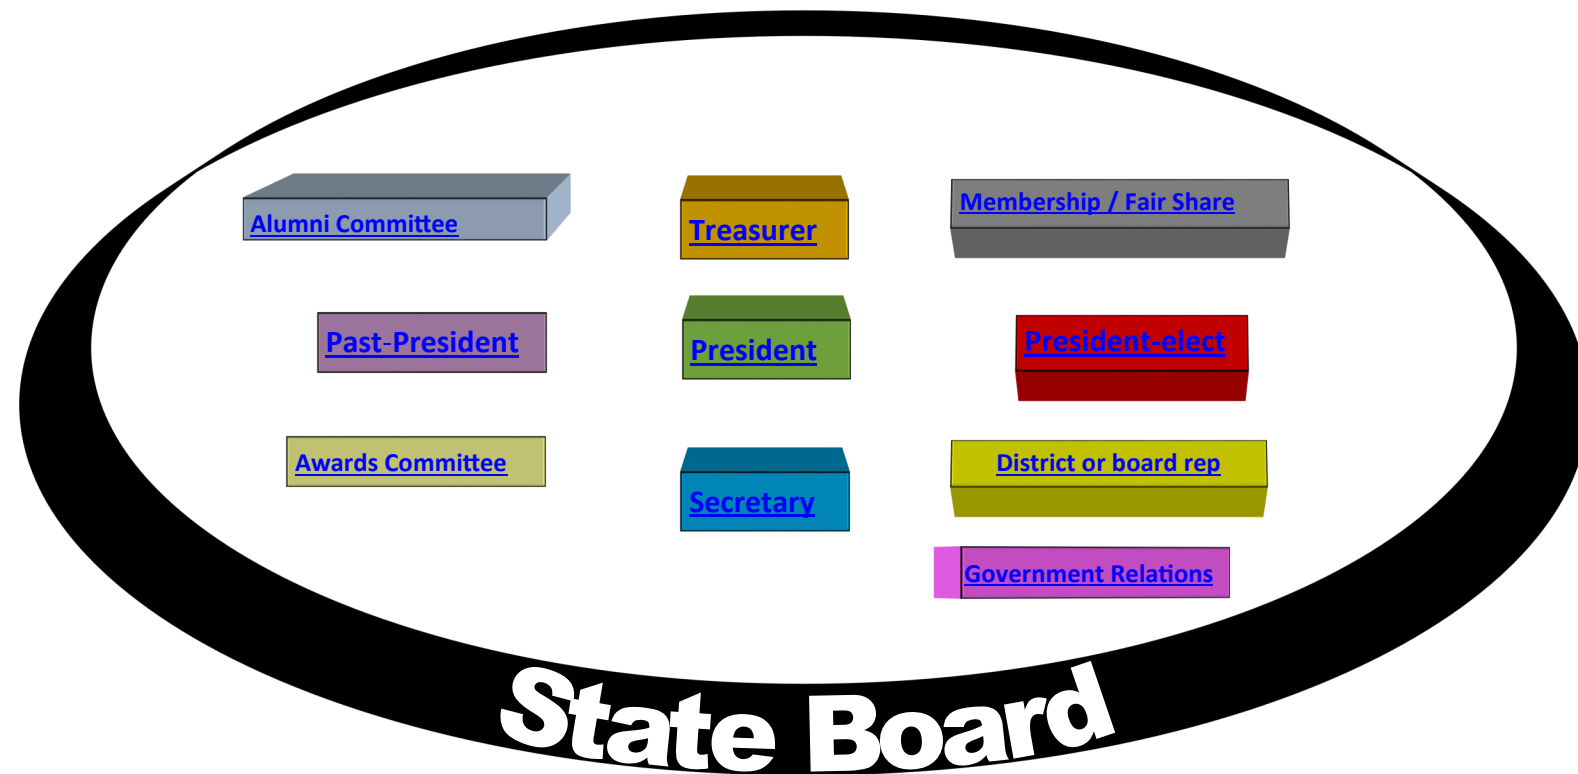 Alumni Committee
Treasurer
Membership / Fair Share
Past-President
President
President-elect
Awards Committee
Secretary
District or board rep
Government Relations
State Board